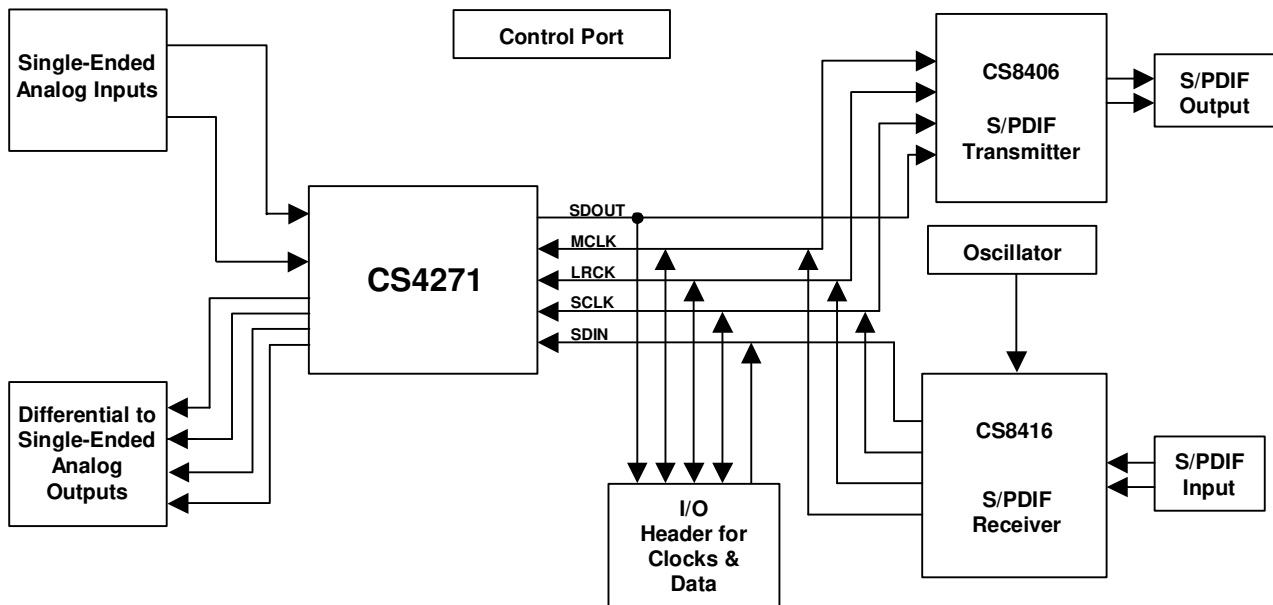 Single-Ended
Analog Inputs
Control Port
CS8406
S/PDIF
Transmitter
S/PDIF
Output
CS4271
SDOUT
MCLK
LRCK
SCLK
SDIN
Oscillator
Differential to
Single-Ended
Analog
Outputs
I/O
Header for
Clocks &
Data
CS8416
S/PDIF
Receiver
S/PDIF
Input